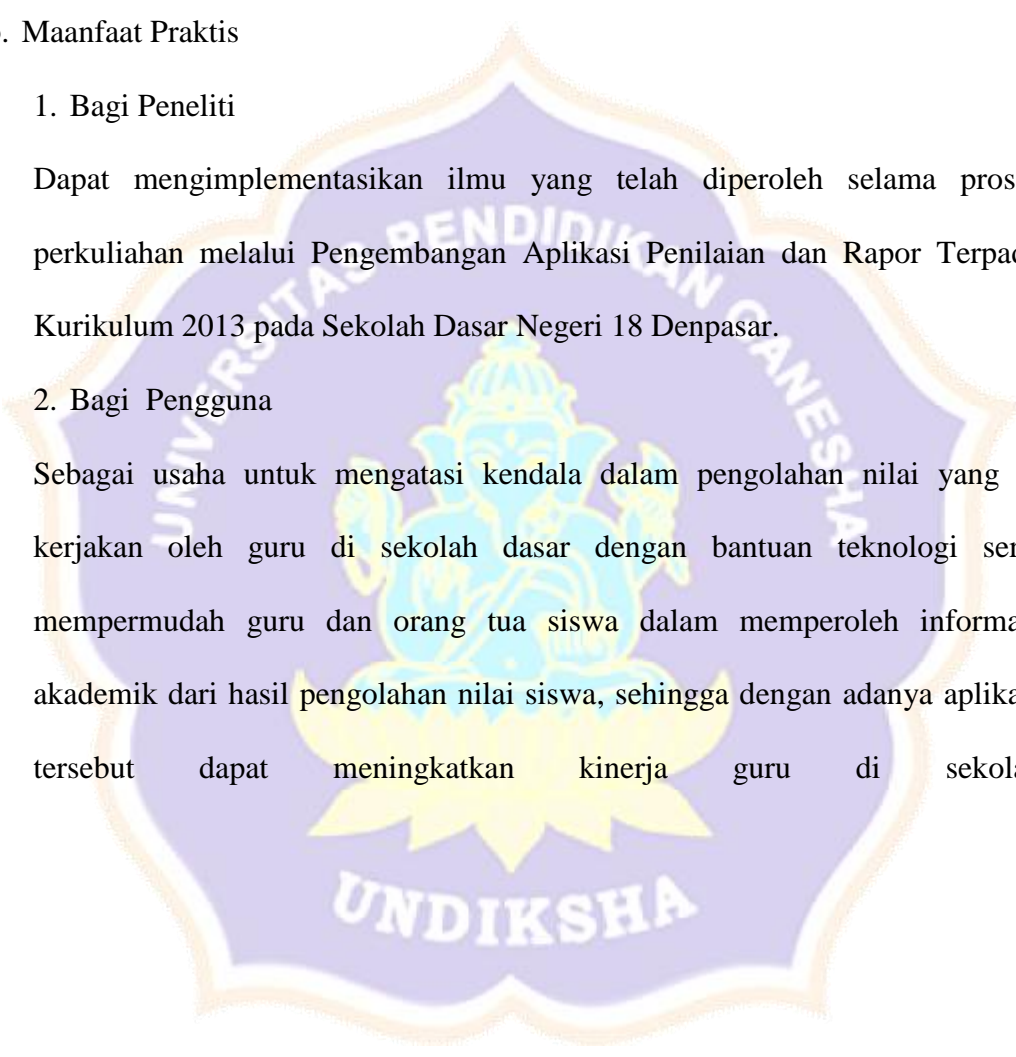 . Maanfaat Praktis
1. Bagi Peneliti
Dapat mengimplementasikan ilmu yang telah diperoleh selama pros
perkuliahan melalui Pengembangan Aplikasi Penilaian dan Rapor Terpad
Kurikulum 2013 pada Sekolah Dasar Negeri 18 Denpasar.
2. Bagi Pengguna
Sebagai usaha untuk mengatasi kendala dalam pengolahan nilai yang
kerjakan oleh guru di sekolah dasar dengan bantuan teknologi ser
mempermudah guru dan orang tua siswa dalam memperoleh informa
akademik dari hasil pengolahan nilai siswa, sehingga dengan adanya aplika
tersebut dapat meningkatkan kinerja guru di sekola
UNIVERSITAS PENDIDIKAN GANESHA
UNDIKSHA